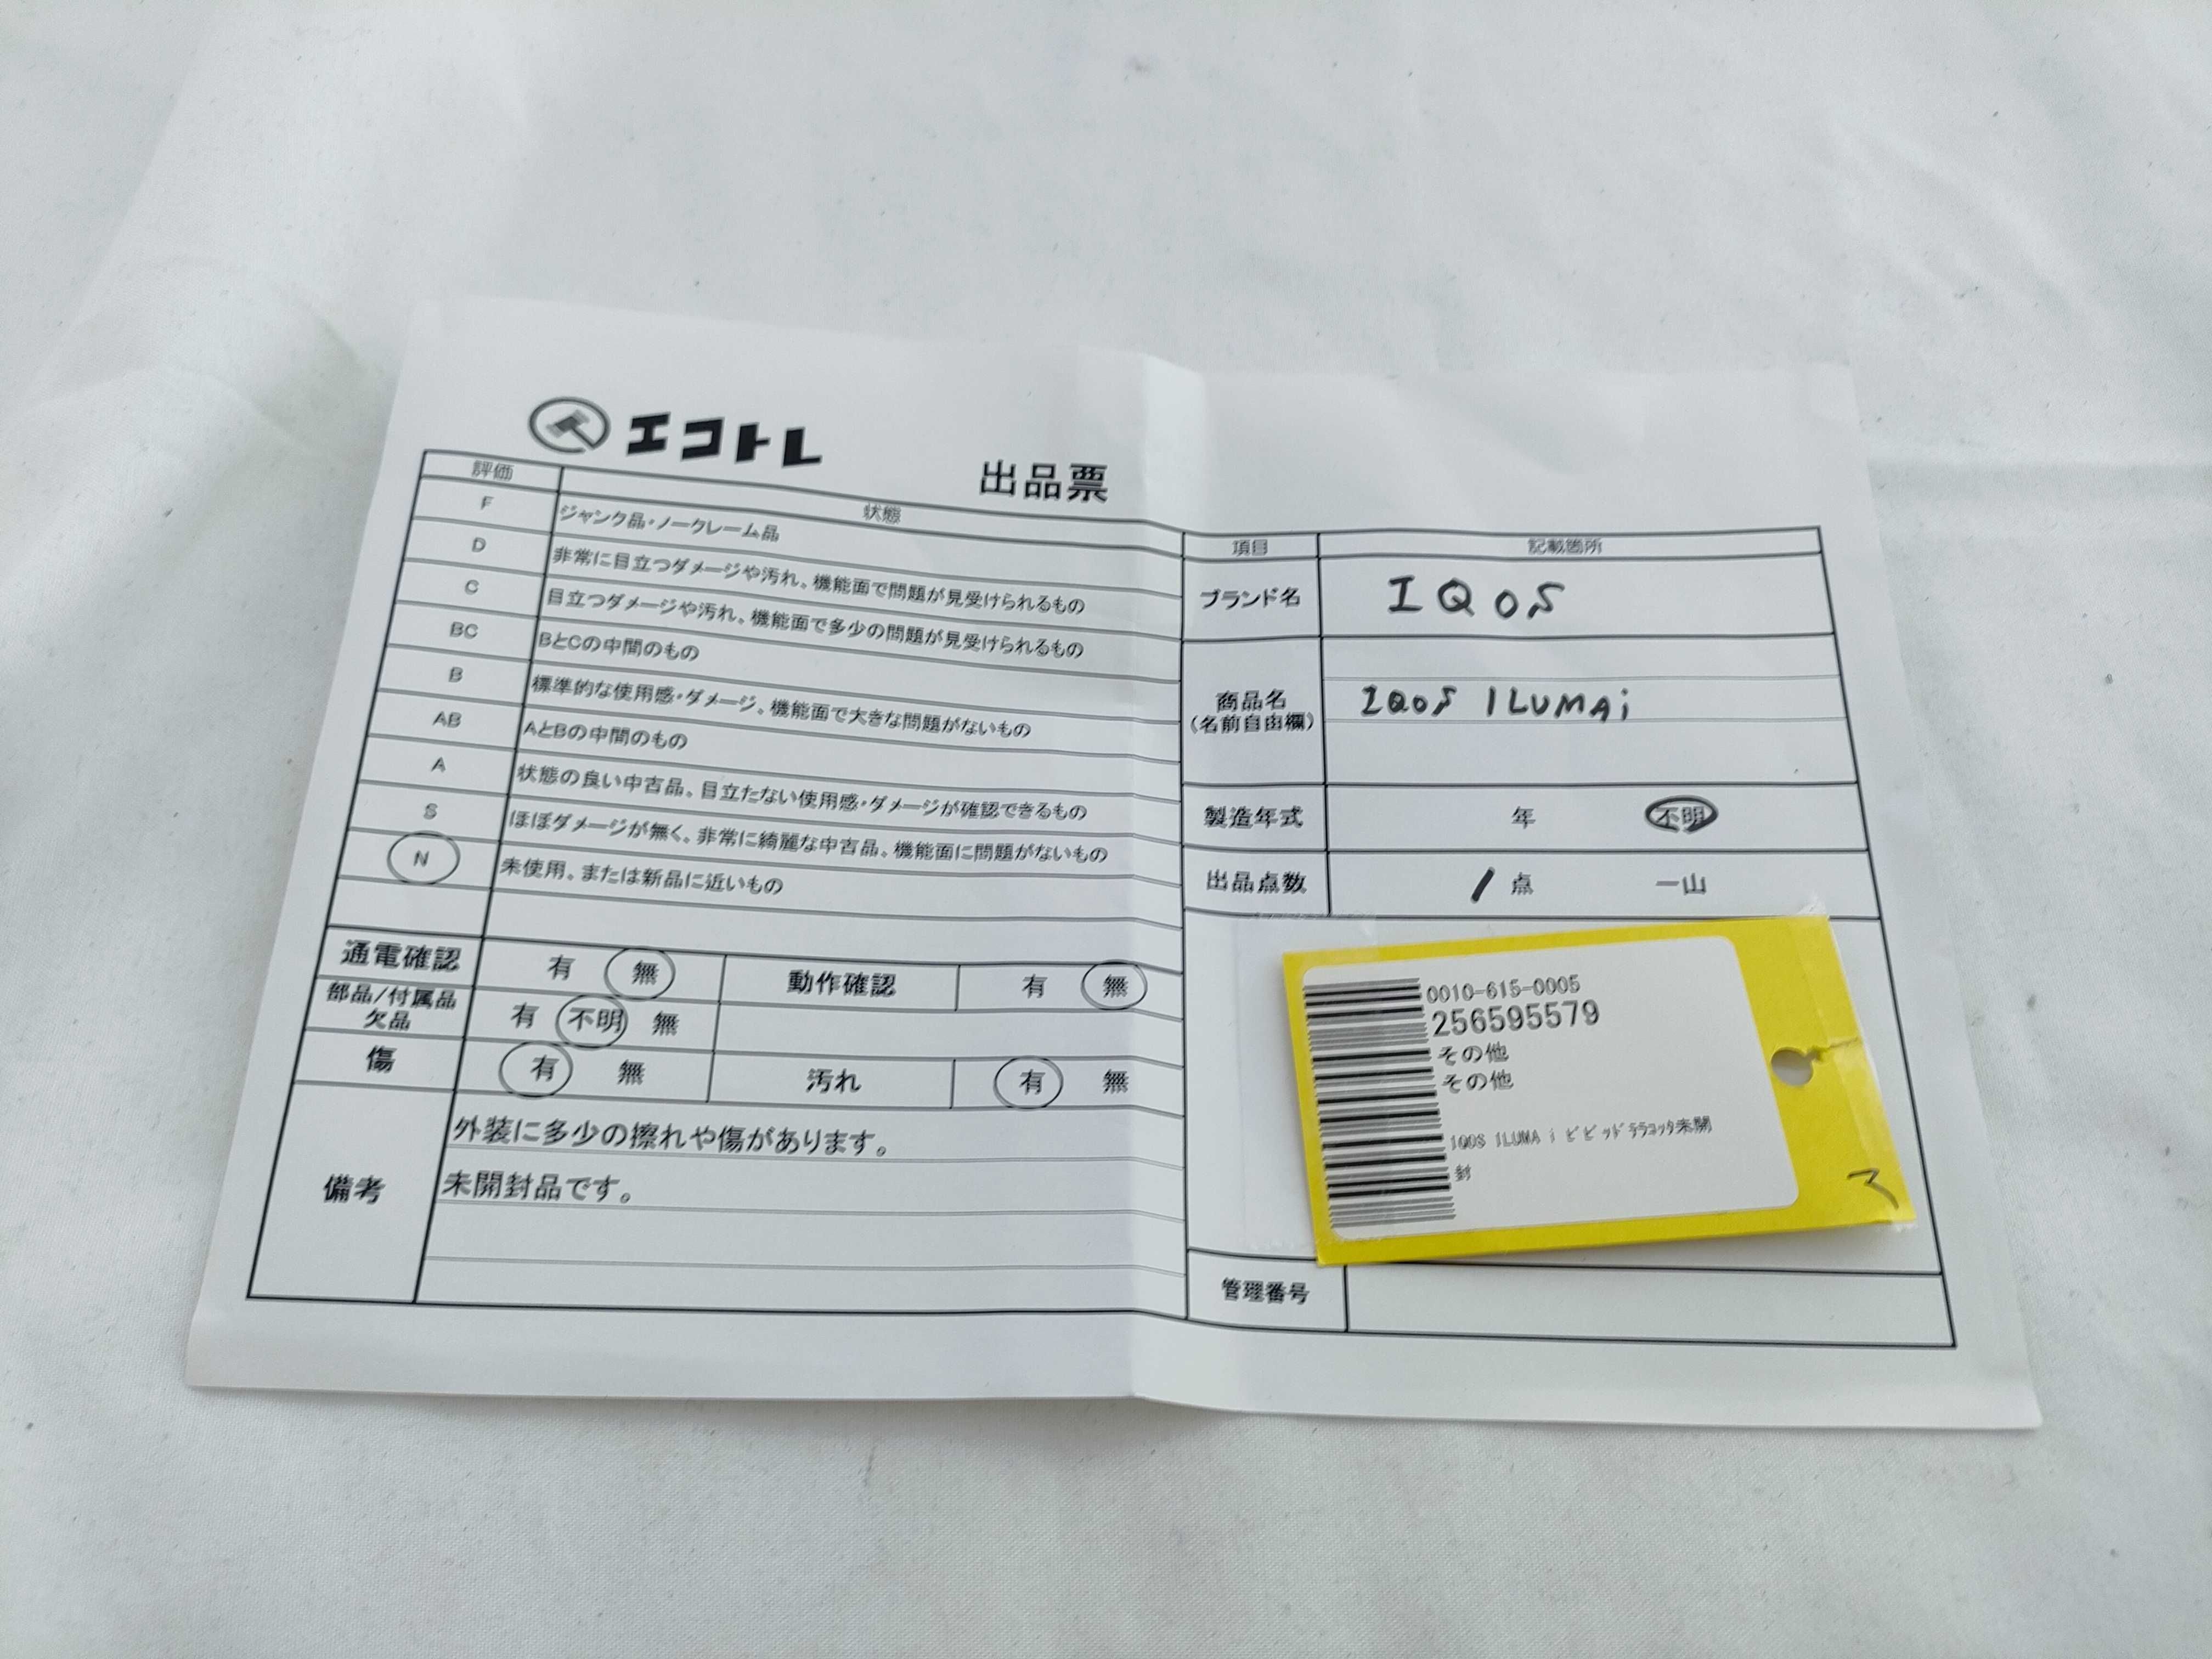 エコトレ
出品票
評価 状態
F ジャンク品・ノークレーム品
D 非常に目立つダメージや汚れ、機能面で問題が見受けられるもの
C 目立つダメージや汚れ、機能面で多少の問題が見受けられるもの
BC BとCの中間のもの
B 標準的な使用感・ダメージ、機能面で大きな問題がないもの
AB AとBの中間のもの
A 状態の良い中古品、目立たない使用感・ダメージが確認できるもの
S ほぼダメージが無く、非常に綺麗な中古品、機能面に問題がないもの
N 未使用、または新品に近いもの
通電確認 有 無 動作確認 有 無
部品/付属品
欠品 有 不明 無
傷 有 無 汚れ 有 無
備考 外装に多少の擦れや傷があります。
未開封品です。
項目 記載箇所
ブランド名 IQOS
商品名
(名前自由欄) IQOS ILUMAi
製造年式 年 不明
出品点数 1 点 一山
0010-615-0005
256595579
その他
その他
IQOS ILUMA i ﾋﾞﾋﾞｯﾄﾞﾃﾗｺｯﾀ未開
封
管理番号